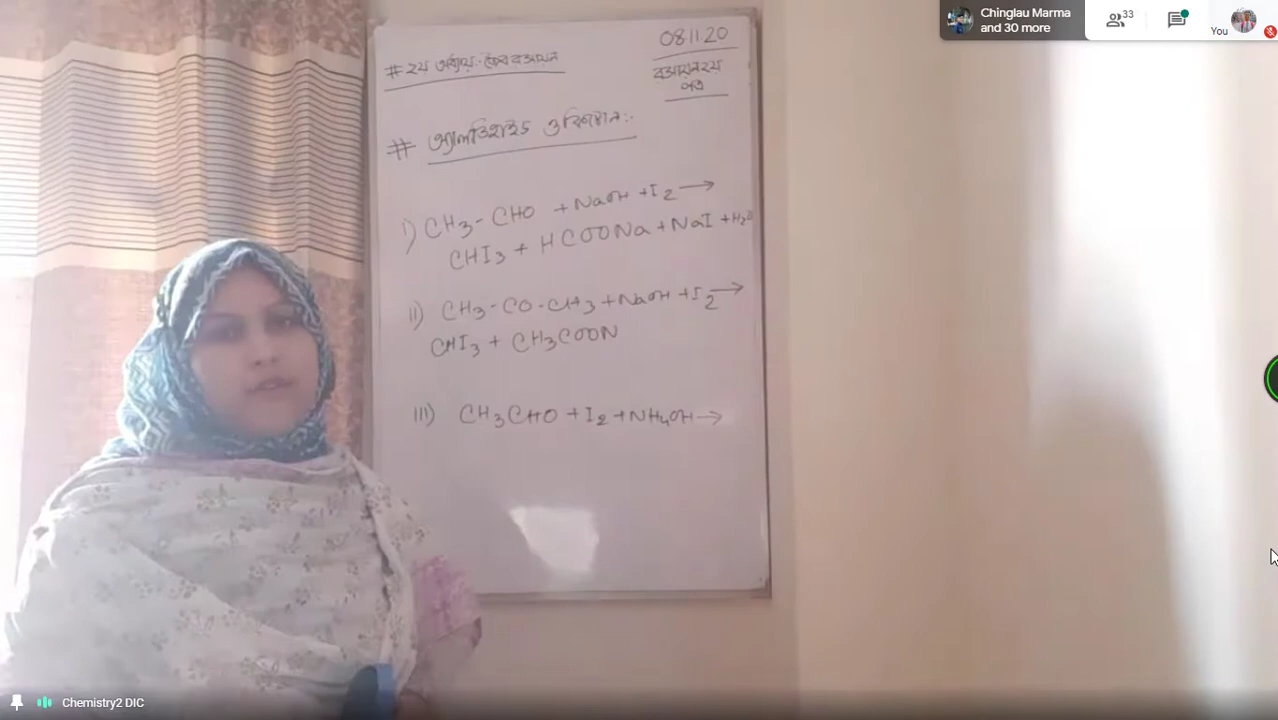 Chinglau Marma
and 30 more
33
You
08.11.20
# ২য় অধ্যায়:- জৈব রসায়ন
রসায়ন ২য়
পত্র
# অ্যালডিহাইড ও কিটোন:-
i) CH3-CHO + NaOH + I2 →
CHI3 + HCOONa + NaI + H2O
ii) CH3-CO-CH3 + NaOH + I2 →
CHI3 + CH3COON
iii) CH3CHO + I2 + NH4OH →
Chemistry2 DIC